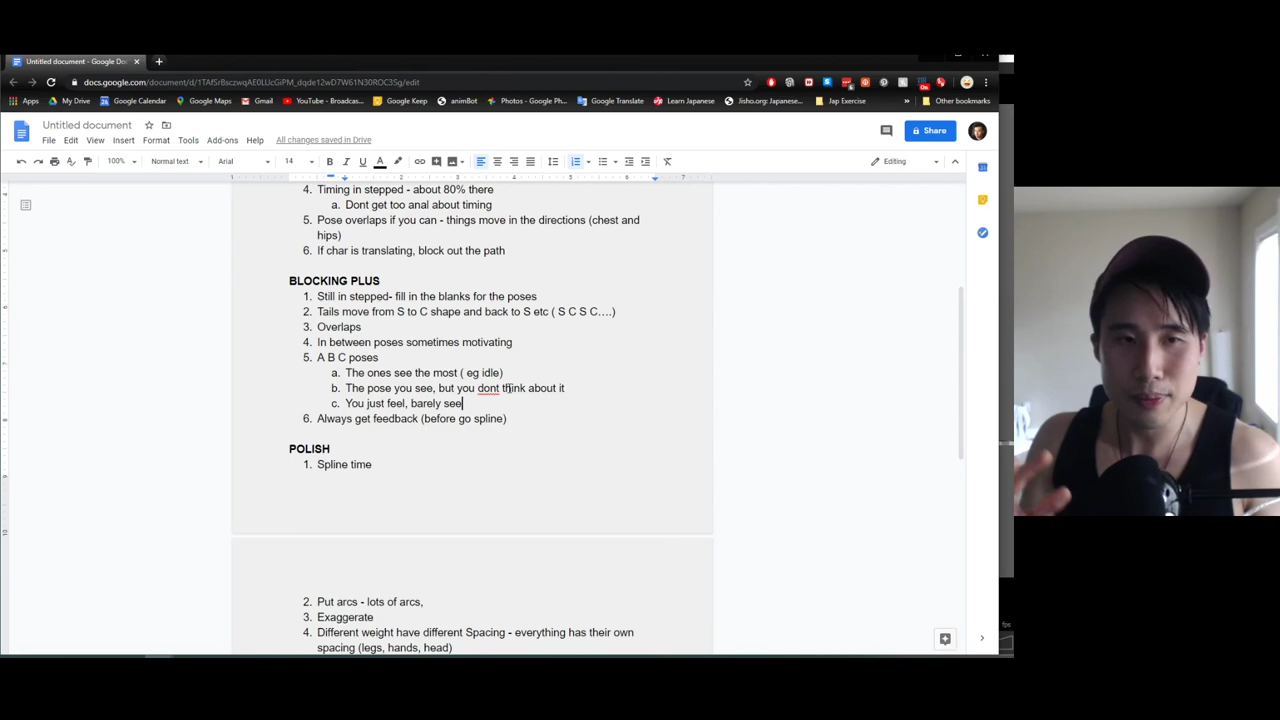 Untitled document - Google Do
docs.google.com/document/d/1TAfSrBsczwqAE0LUcGiPM_dqde12wD7W61N30ROC3Sg/edit
Apps My Drive Google Calendar Google Maps Gmail YouTube - Broadcas... Google Keep animBot Photos - Google Ph... Google Translate Learn Japanese Jisho.org: Japanese... Jap Exercise » Other bookmarks
Untitled document
File Edit View Insert Format Tools Add-ons Help All changes saved in Drive
Share
100% Normal text Arial 14 B I U A Editing
4. Timing in stepped - about 80% there
a. Dont get too anal about timing
5. Pose overlaps if you can - things move in the directions (chest and
hips)
6. If char is translating, block out the path
BLOCKING PLUS
1. Still in stepped- fill in the blanks for the poses
2. Tails move from S to C shape and back to S etc ( S C S C….)
3. Overlaps
4. In between poses sometimes motivating
5. A B C poses
a. The ones see the most ( eg idle)
b. The pose you see, but you dont think about it
c. You just feel, barely see
6. Always get feedback (before go spline)
POLISH
1. Spline time
2. Put arcs - lots of arcs,
3. Exaggerate
4. Different weight have different Spacing - everything has their own
spacing (legs, hands, head)
fps